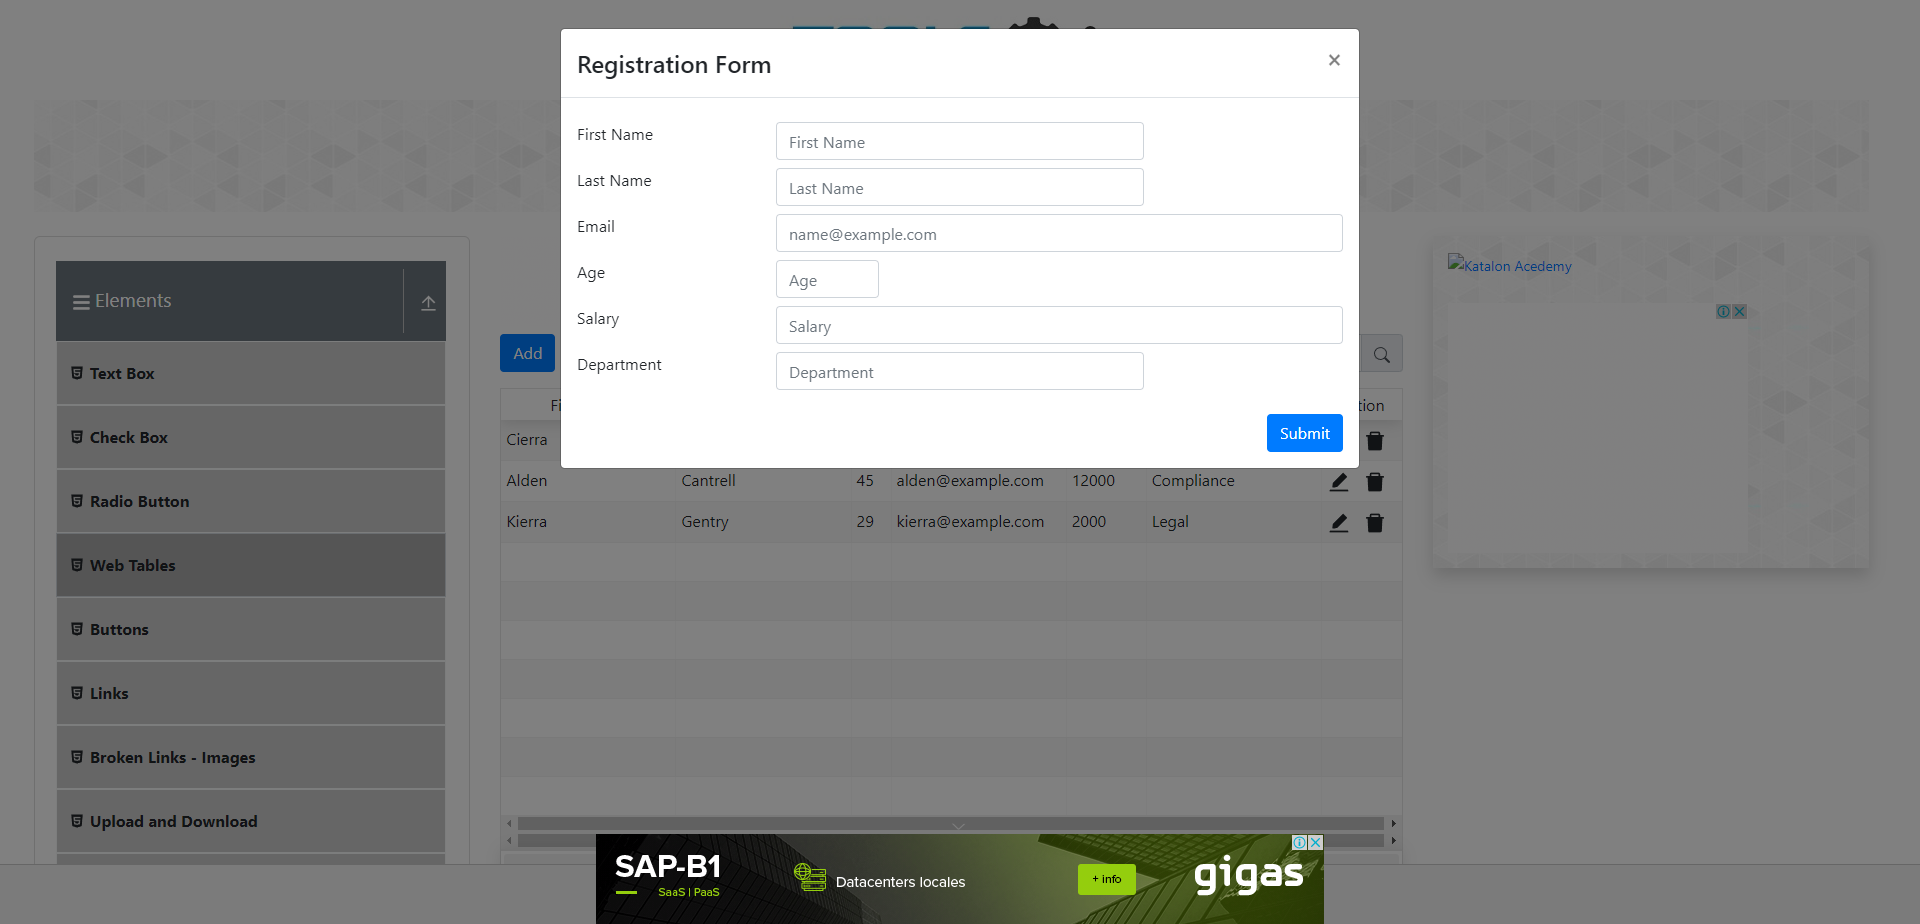 Registration Form
×
First Name
First Name
Last Name
Last Name
Email
name@example.com
Age
Age
Salary
Salary
Department
Department
Submit
Elements
Text Box
Check Box
Radio Button
Web Tables
Buttons
Links
Broken Links - Images
Upload and Download
Add
Cierra
Alden Cantrell 45 alden@example.com 12000 Compliance
Kierra Gentry 29 kierra@example.com 2000 Legal
Katalon Acedemy
SAP-B1
SaaS | PaaS
Datacenters locales
+ info
gigas